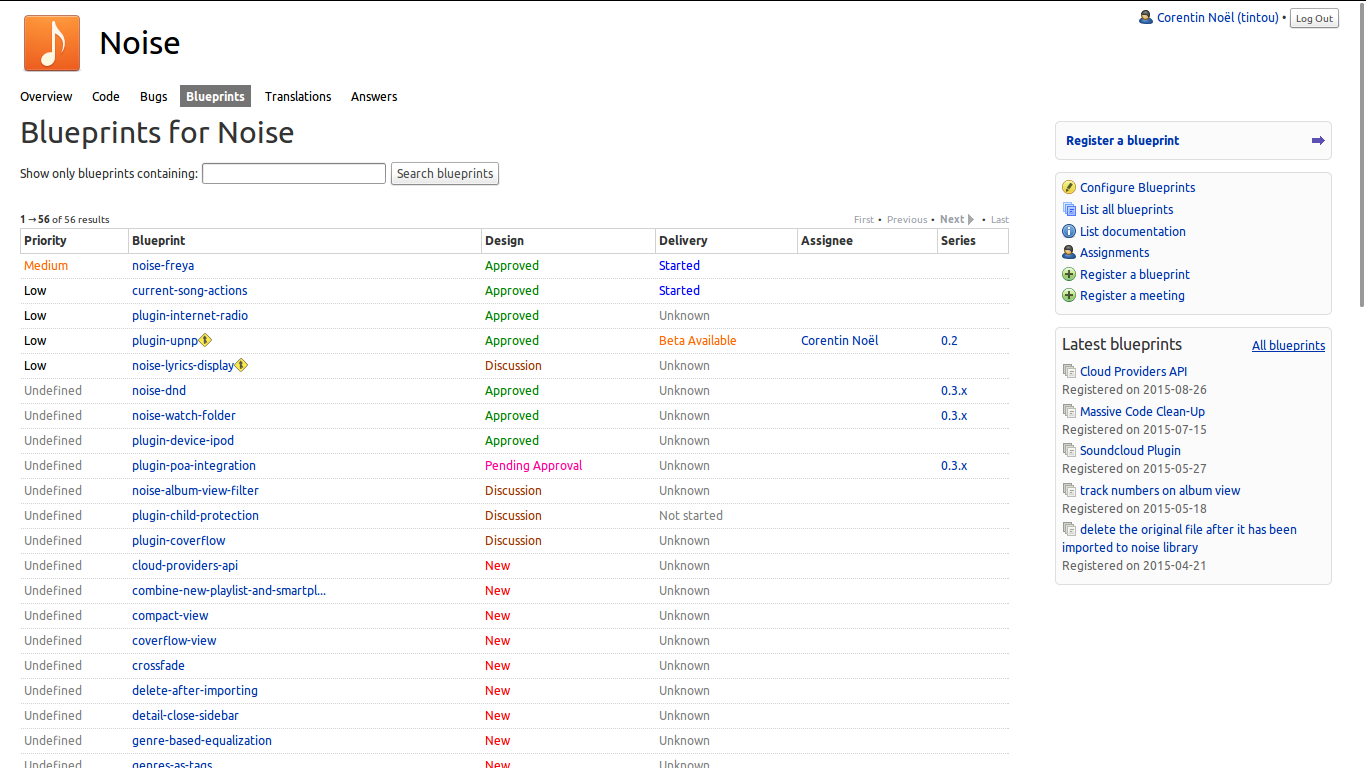 Corentin Noël (tintou) • Log Out
Noise
Overview Code Bugs Blueprints Translations Answers
Blueprints for Noise
Show only blueprints containing: Search blueprints
1 → 56 of 56 results First • Previous • Next • Last
Priority Blueprint Design Delivery Assignee Series
Medium noise-freya Approved Started
Low current-song-actions Approved Started
Low plugin-internet-radio Approved Unknown
Low plugin-upnp Approved Beta Available Corentin Noël 0.2
Low noise-lyrics-display Discussion Unknown
Undefined noise-dnd Approved Unknown 0.3.x
Undefined noise-watch-folder Approved Unknown 0.3.x
Undefined plugin-device-ipod Approved Unknown
Undefined plugin-poa-integration Pending Approval Unknown 0.3.x
Undefined noise-album-view-filter Discussion Unknown
Undefined plugin-child-protection Discussion Not started
Undefined plugin-coverflow Discussion Unknown
Undefined cloud-providers-api New Unknown
Undefined combine-new-playlist-and-smartpl... New Unknown
Undefined compact-view New Unknown
Undefined coverflow-view New Unknown
Undefined crossfade New Unknown
Undefined delete-after-importing New Unknown
Undefined detail-close-sidebar New Unknown
Undefined genre-based-equalization New Unknown
Undefined genres-as-tags New Unknown
Register a blueprint
Configure Blueprints
List all blueprints
List documentation
Assignments
Register a blueprint
Register a meeting
Latest blueprints All blueprints
Cloud Providers API
Registered on 2015-08-26
Massive Code Clean-Up
Registered on 2015-07-15
Soundcloud Plugin
Registered on 2015-05-27
track numbers on album view
Registered on 2015-05-18
delete the original file after it has been
imported to noise library
Registered on 2015-04-21